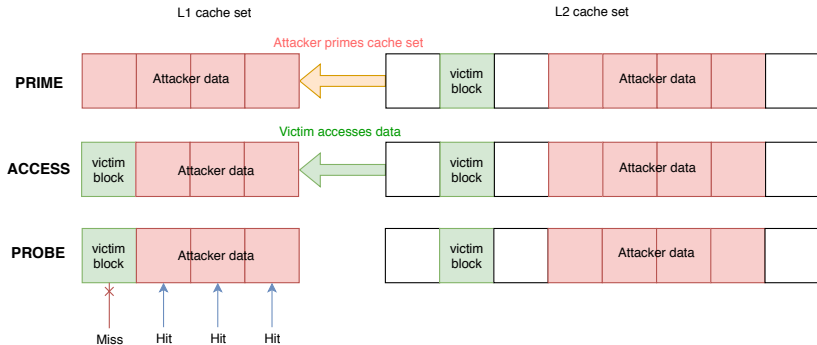 L1 cache set
L2 cache set
Attacker primes cache set
PRIME
Attacker data
victim
block
Attacker data
Victim accesses data
ACCESS
victim
block
Attacker data
victim
block
Attacker data
PROBE
victim
block
Attacker data
victim
block
Attacker data
Miss
Hit
Hit
Hit